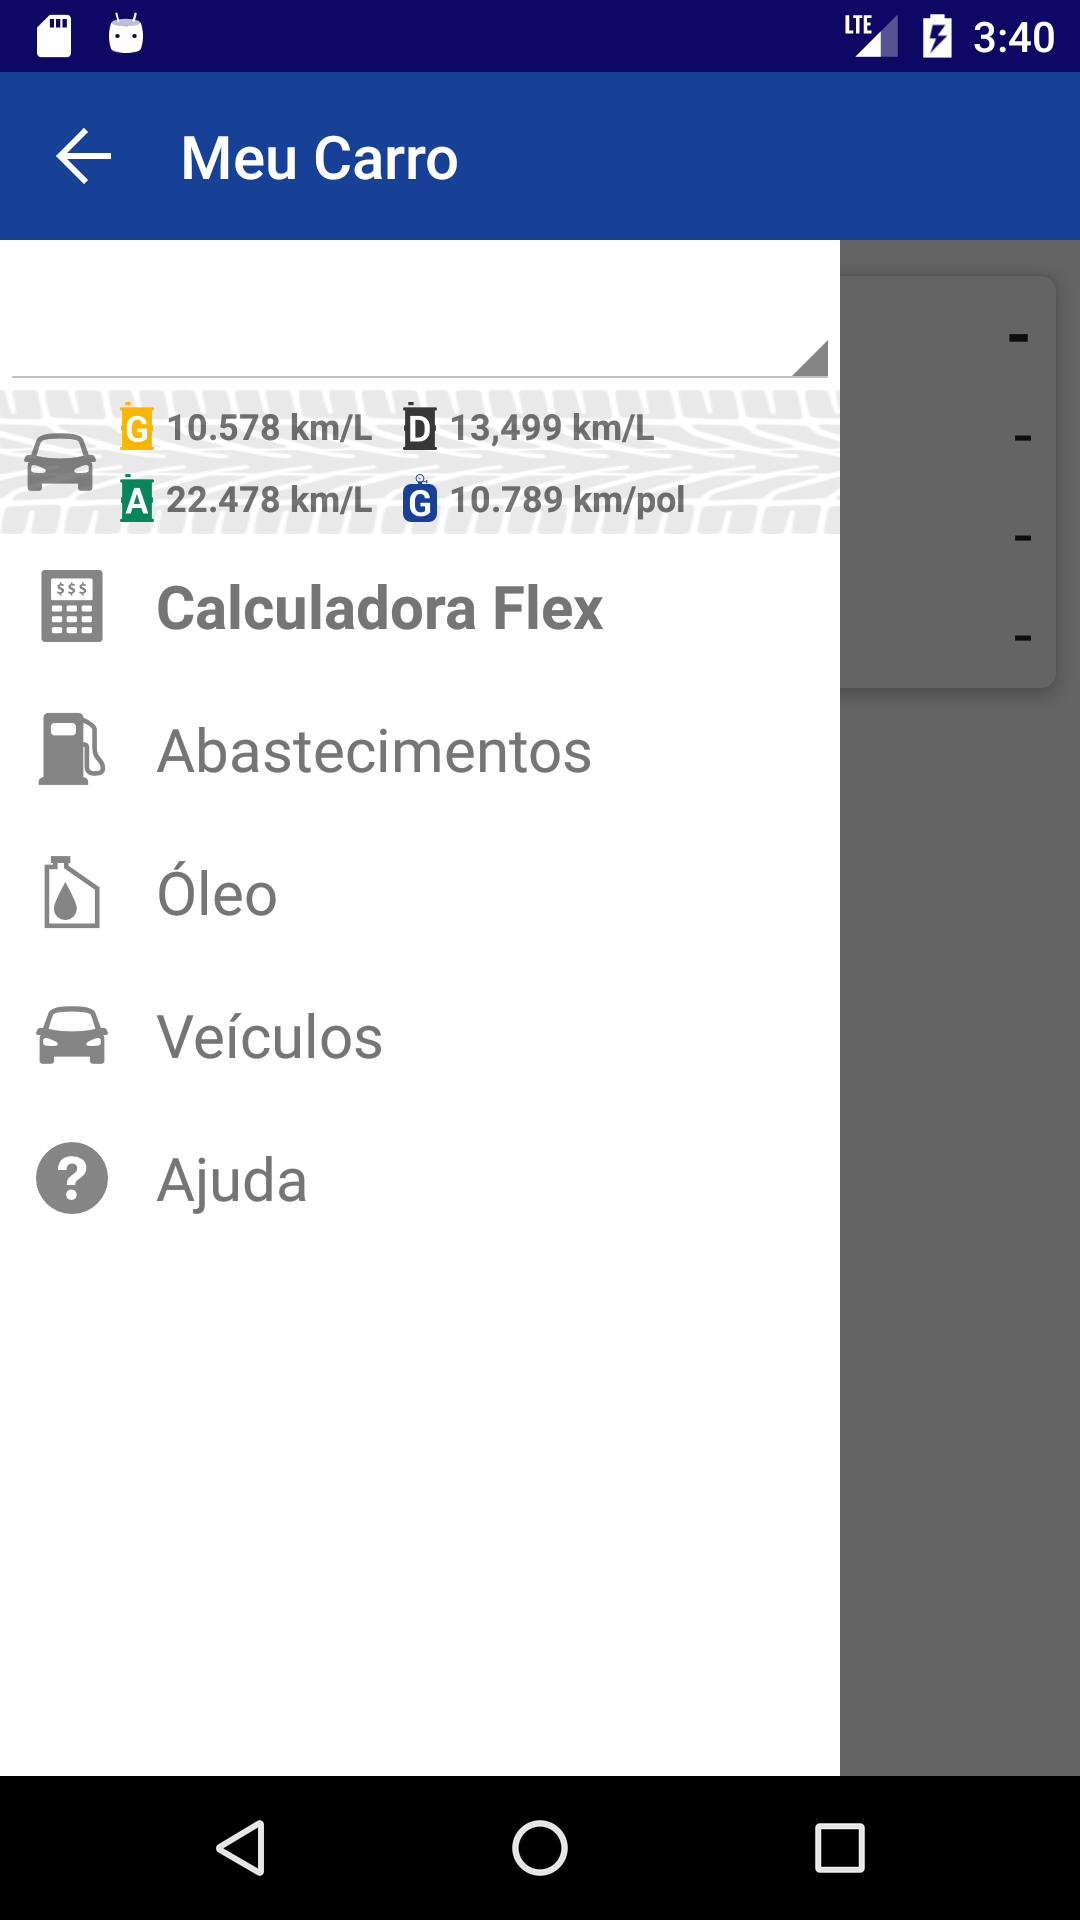 LTE 3:40
Meu Carro
-
G 10.578 km/L D 13,499 km/L
-
A 22.478 km/L G 10.789 km/pol
-
$$$ Calculadora Flex
-
Abastecimentos
Óleo
Veículos
? Ajuda